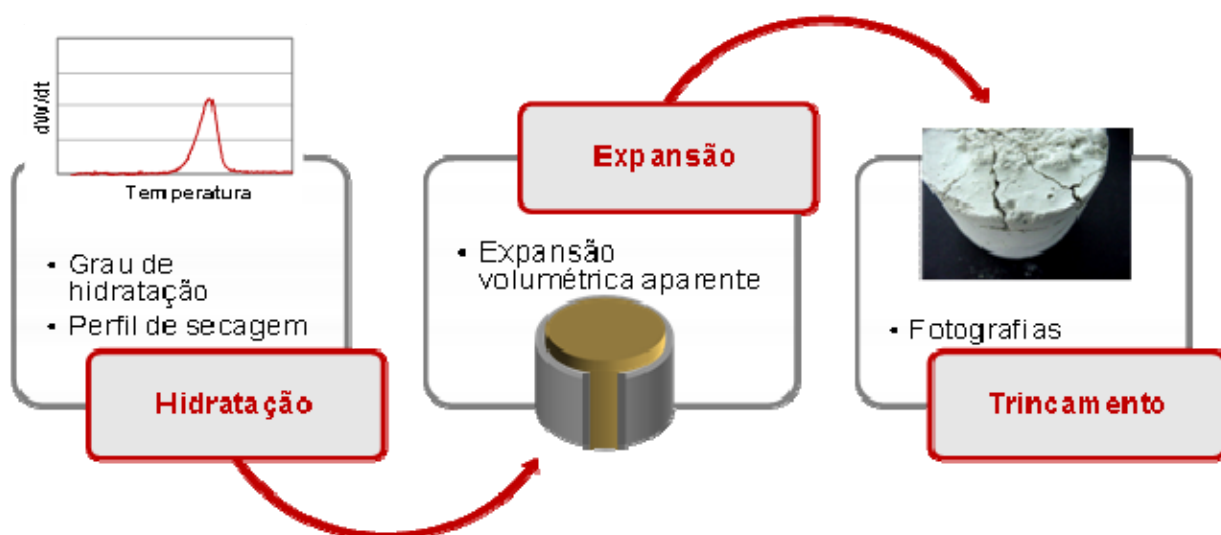 dW/dt
Temperatura
• Grau de
hidratação
• Perfil de secagem
Hidratação
Expansão
• Expansão
volumétrica aparente
• Fotografias
Trincamento